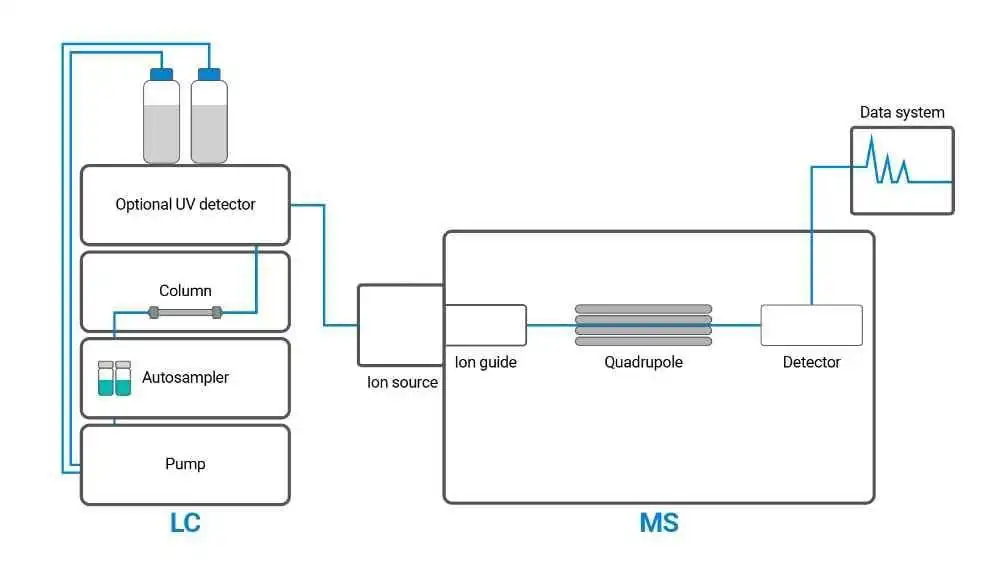 Data system
Optional UV detector
Column
Autosampler
Pump
LC
Ion source
Ion guide
Quadrupole
Detector
MS